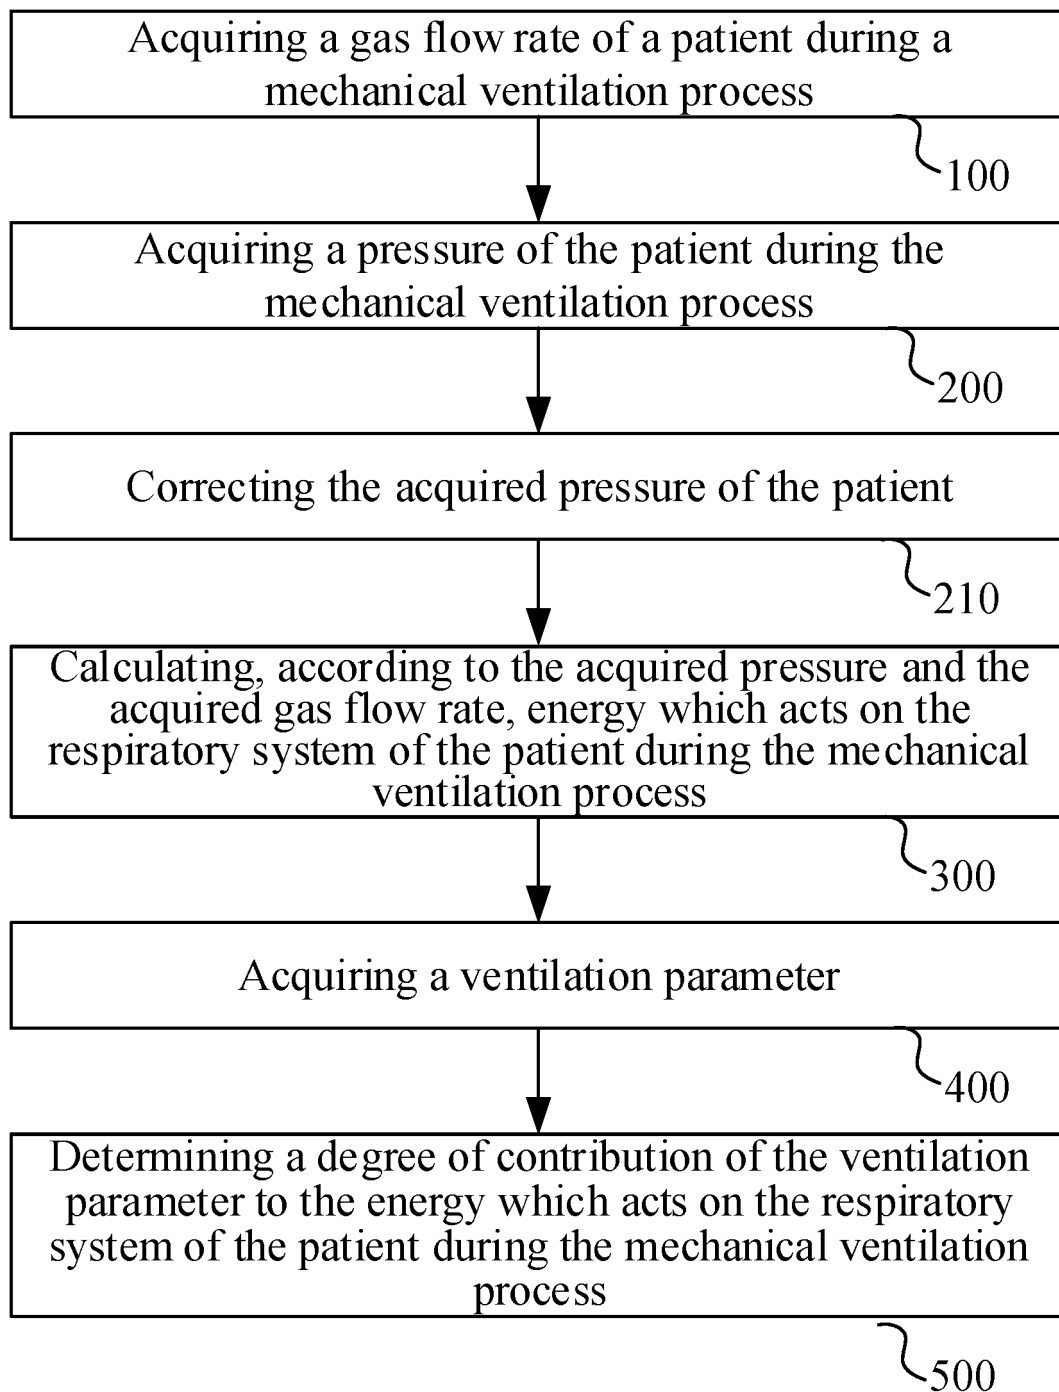 Acquiring a gas flow rate of a patient during a
mechanical ventilation process
100
Acquiring a pressure of the patient during the
mechanical ventilation process
200
Correcting the acquired pressure of the patient
210
Calculating, according to the acquired pressure and the
acquired gas flow rate, energy which acts on the
respiratory system of the patient during the mechanical
ventilation process
300
Acquiring a ventilation parameter
400
Determining a degree of contribution of the ventilation
parameter to the energy which acts on the respiratory
system of the patient during the mechanical ventilation
process
500